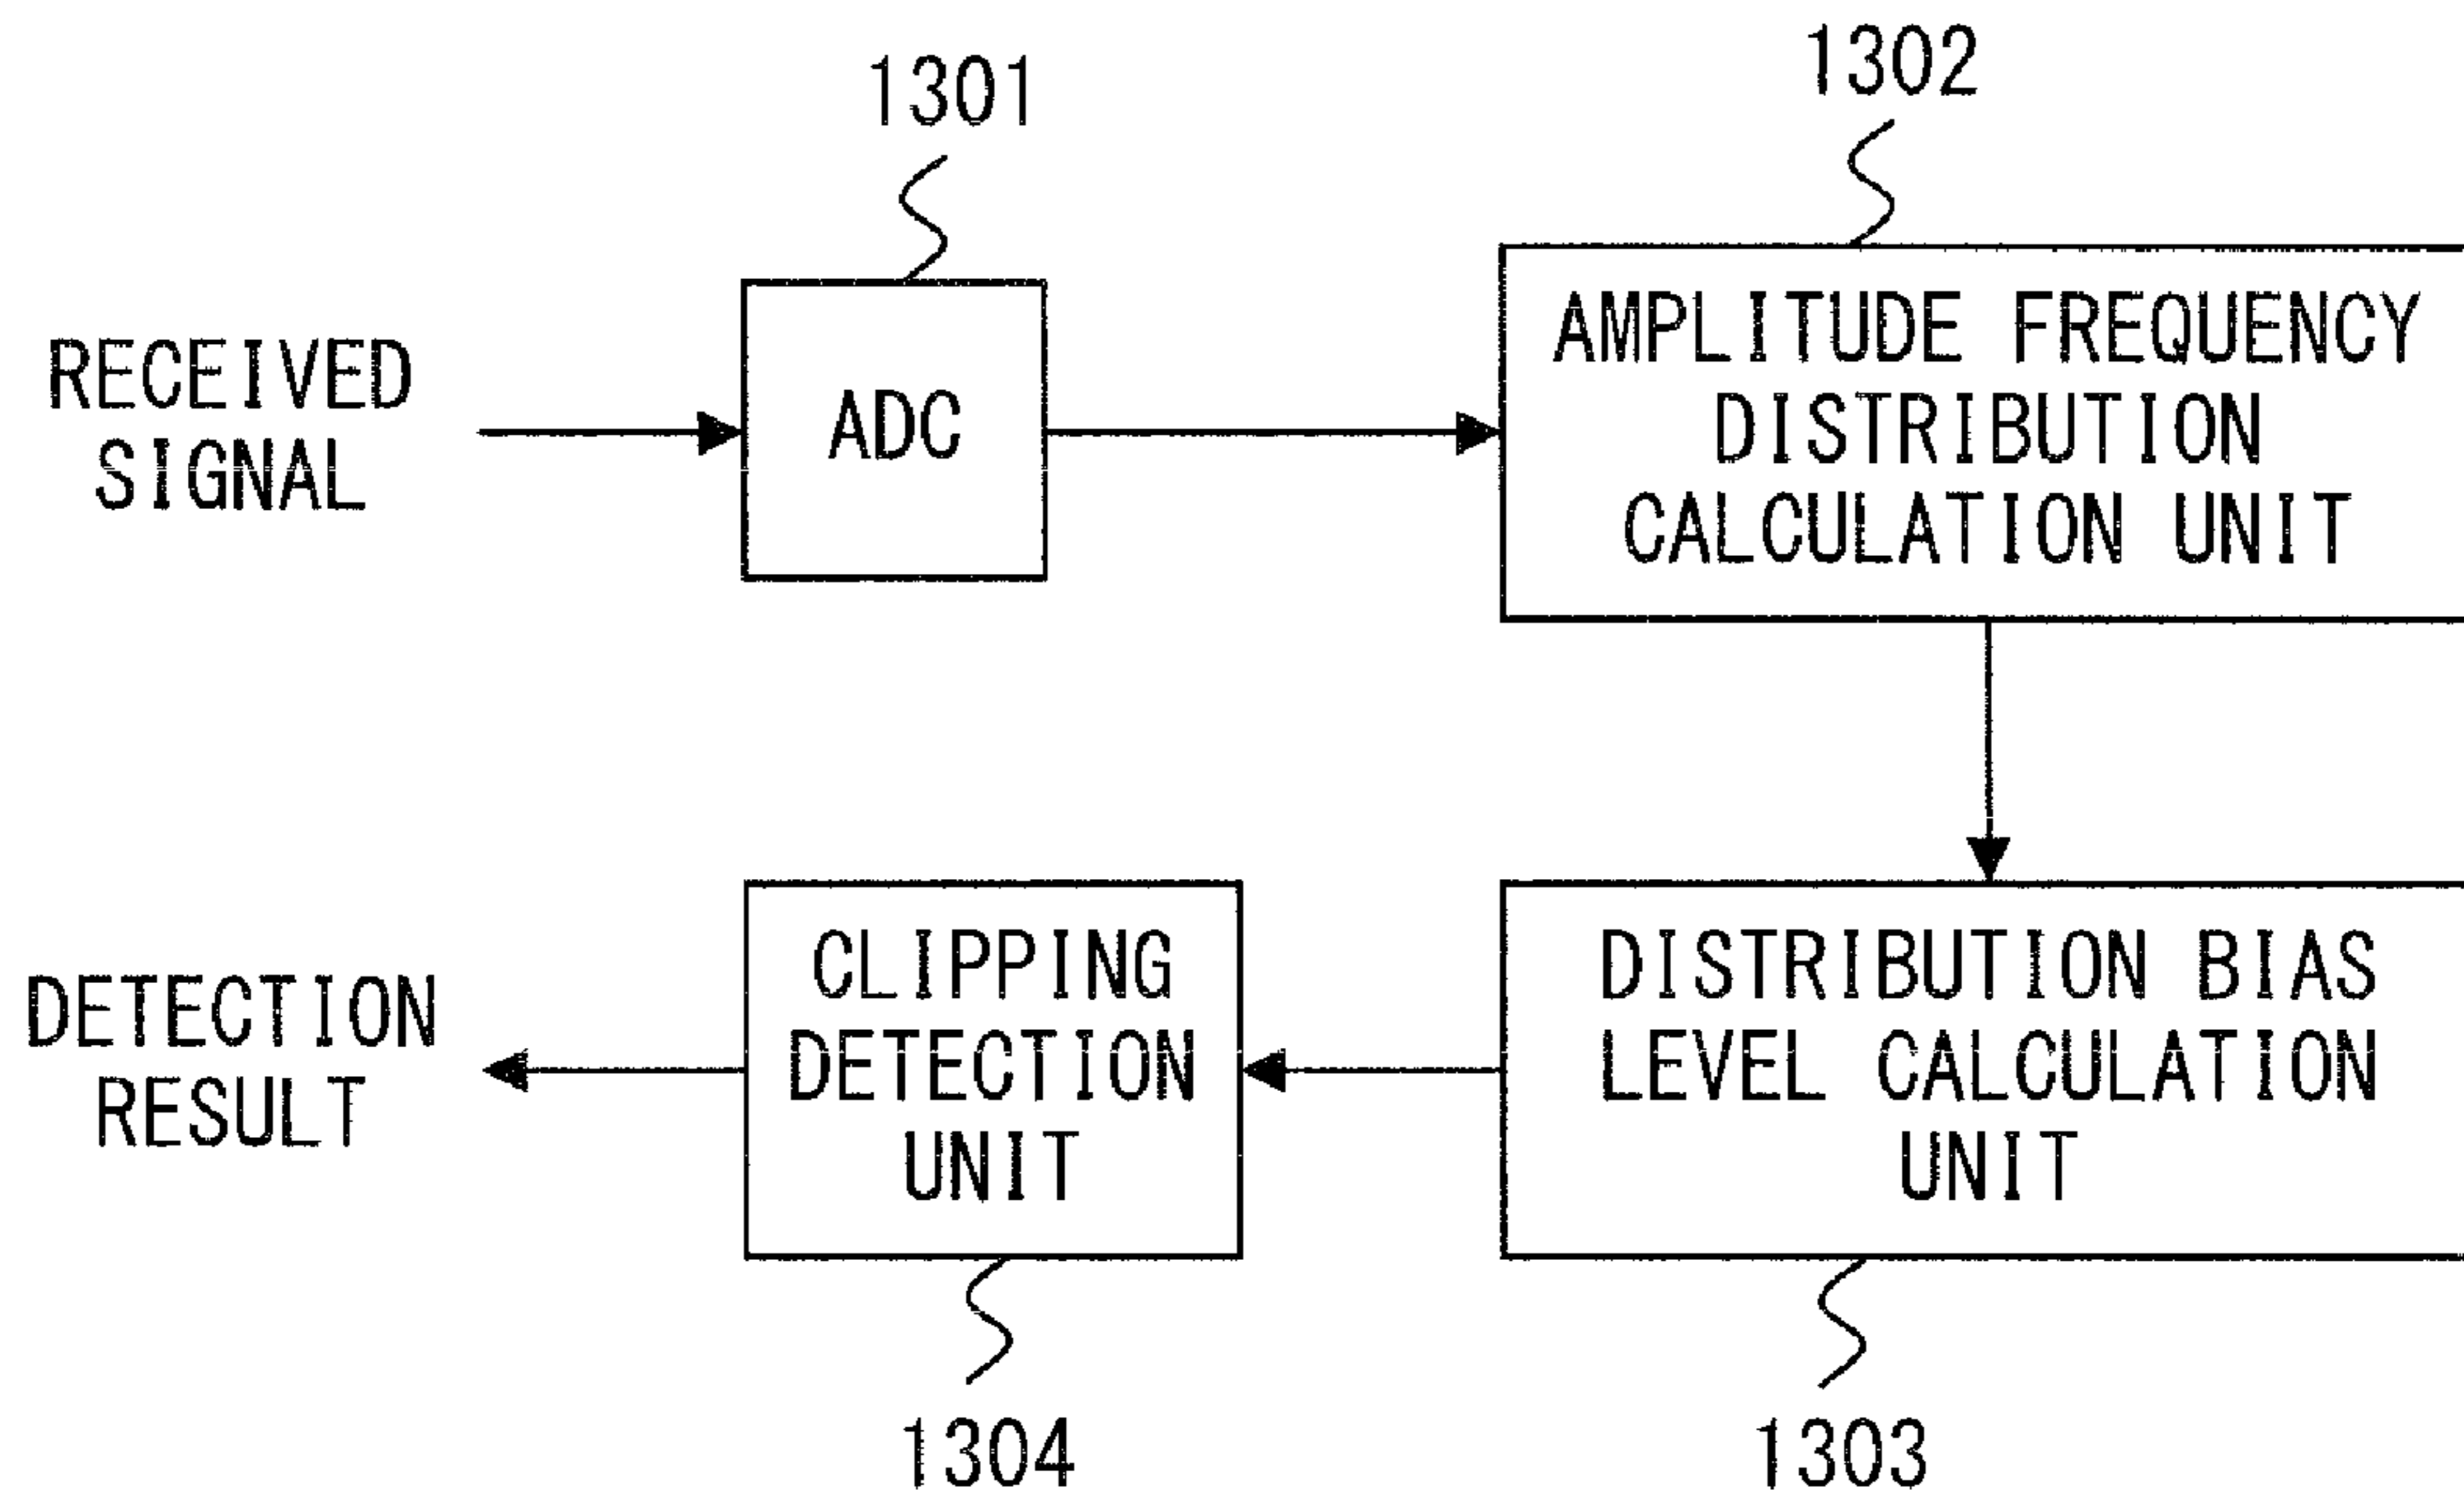 1301
1302
RECEIVED
SIGNAL
ADC
AMPLITUDE FREQUENCY
DISTRIBUTION
CALCULATION UNIT
DETECTION
RESULT
CLIPPING
DETECTION
UNIT
DISTRIBUTION BIAS
LEVEL CALCULATION
UNIT
1304
1303